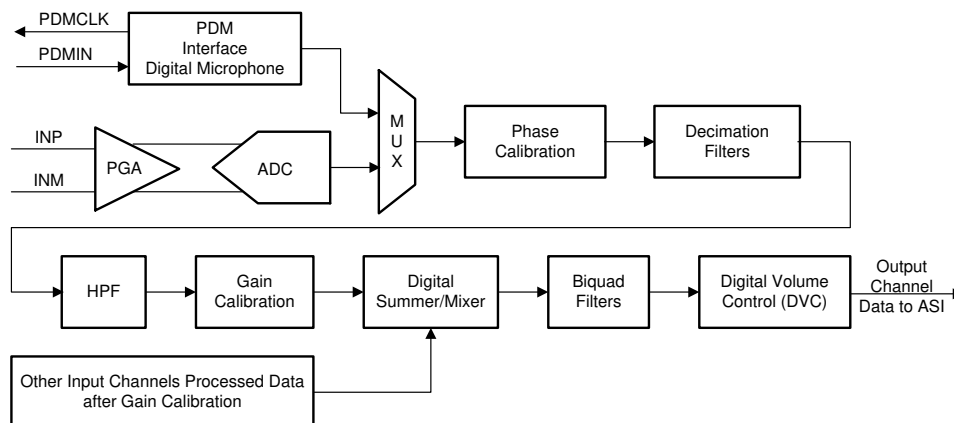 PDMCLK
PDMIN
PDM
Interface
Digital Microphone
INP
INM
PGA
ADC
M
U
X
Phase
Calibration
Decimation
Filters
HPF
Gain
Calibration
Digital
Summer/Mixer
Biquad
Filters
Digital Volume
Control (DVC)
Output
Channel
Data to ASI
Other Input Channels Processed Data
after Gain Calibration